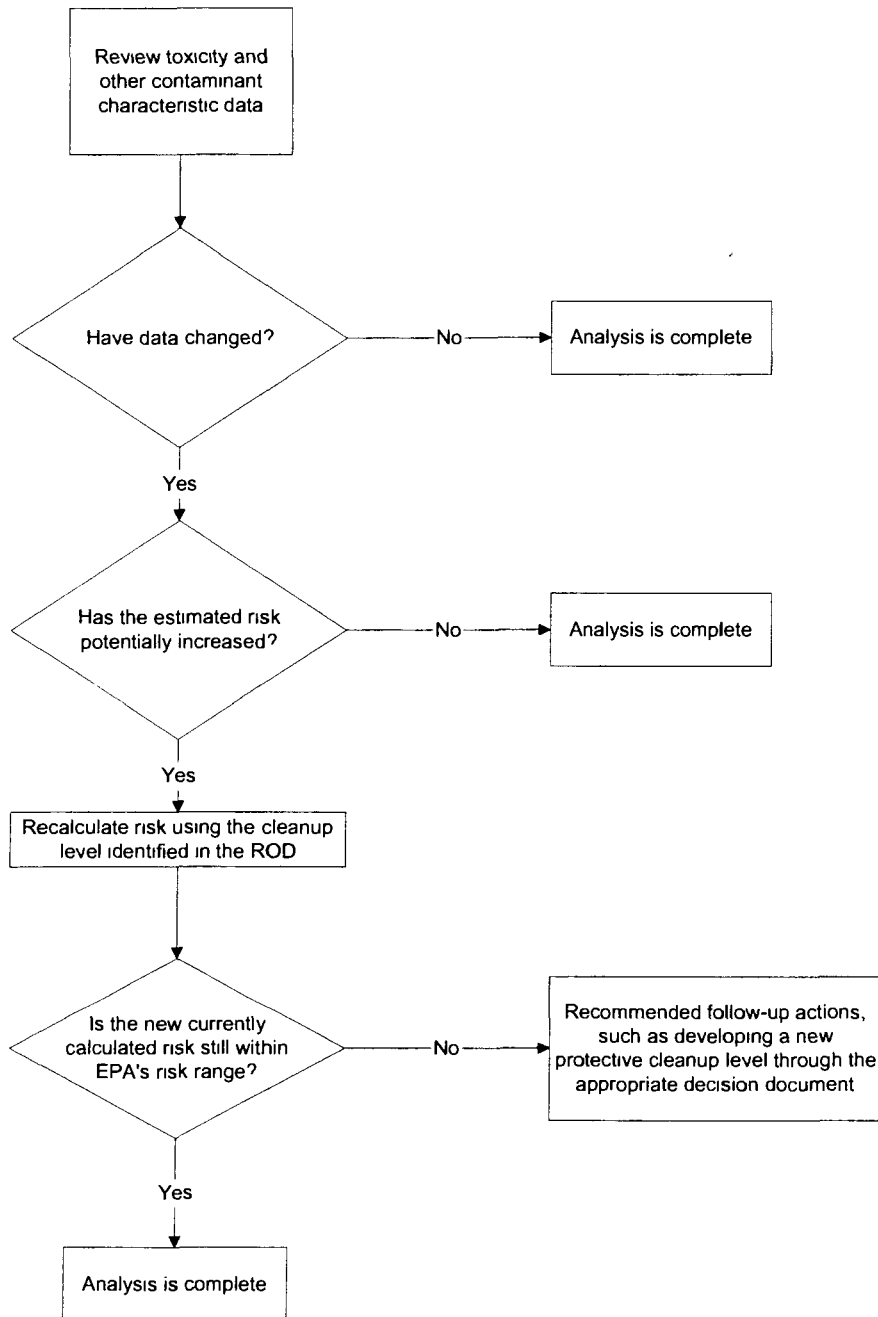 Review toxicity and
other contaminant
characteristic data
Have data changed?
No
Analysis is complete
Yes
Has the estimated risk
potentially increased?
No
Analysis is complete
Yes
Recalculate risk using the cleanup
level identified in the ROD
Is the new currently
calculated risk still within
EPA's risk range?
No
Recommended follow-up actions,
such as developing a new
protective cleanup level through the
appropriate decision document
Yes
Analysis is complete